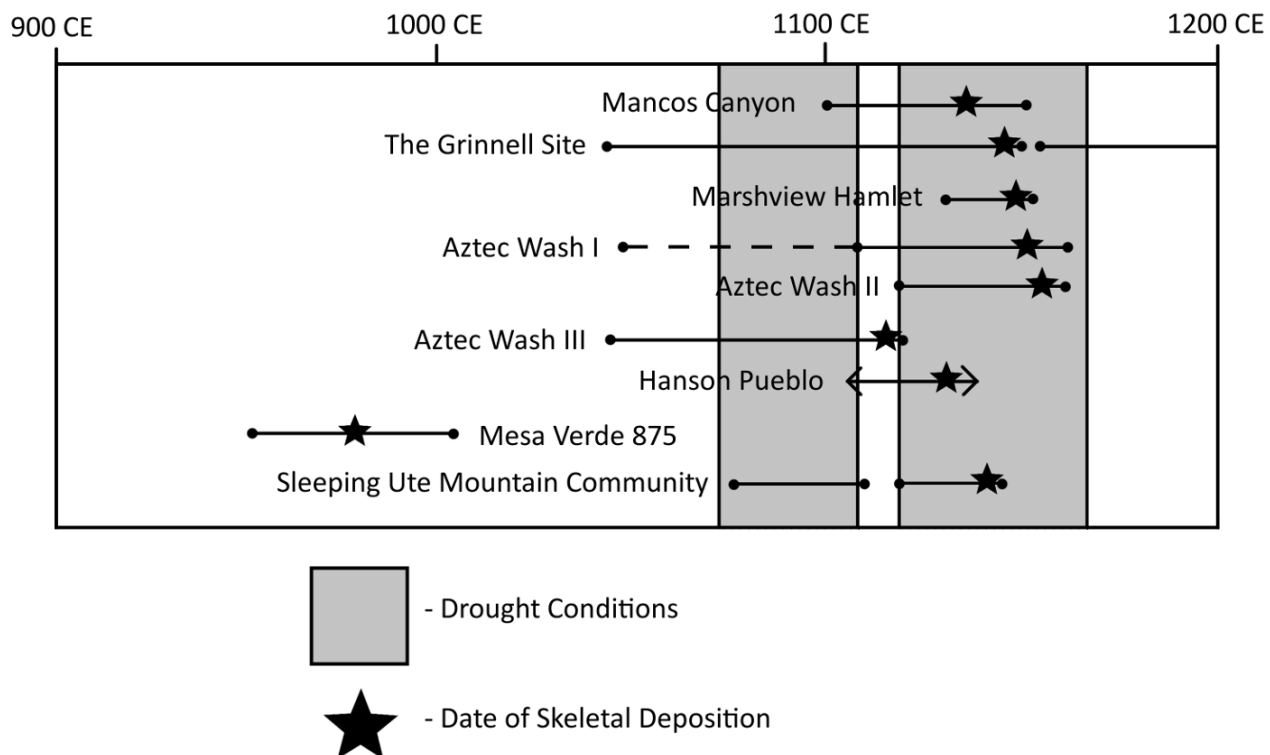 900 CE
1000 CE
1100 CE
1200 CE
Mancos Canyon
The Grinnell Site
Marshview Hamlet
Aztec Wash I
Aztec Wash II
Aztec Wash III
Hanson Pueblo
Mesa Verde 875
Sleeping Ute Mountain Community
- Drought Conditions
- Date of Skeletal Deposition